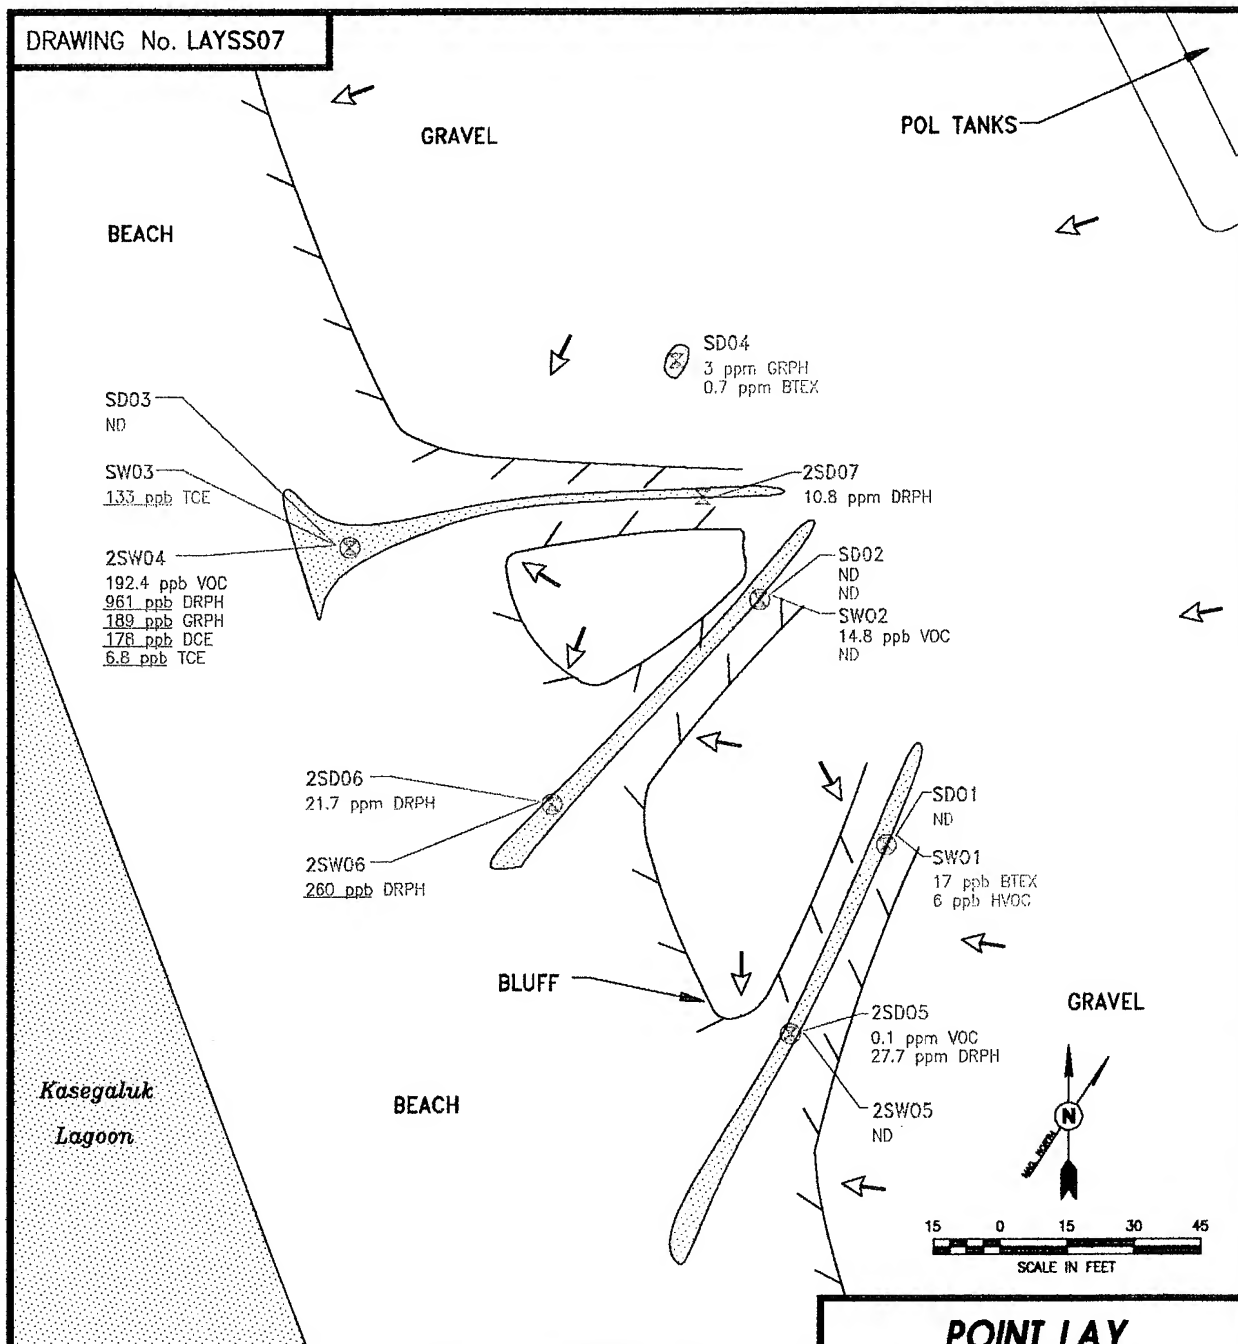 DRAWING No. LAYSS07
GRAVEL
POL TANKS
BEACH
SD04
3 ppm GRPH
0.7 ppm BTEX
SD03
ND
SW03
133 ppb TCE
2SW04
192.4 ppb VOC
961 ppb DRPH
189 ppb GRPH
178 ppb DCE
6.8 ppb TCE
2SD07
10.8 ppm DRPH
SD02
ND
ND
SW02
14.8 ppb VOC
ND
2SD06
21.7 ppm DRPH
2SW06
260 ppb DRPH
SD01
ND
SW01
17 ppb BTEX
6 ppb HVOC
BLUFF
2SD05
0.1 ppm VOC
27.7 ppm DRPH
2SW05
ND
GRAVEL
Kasegaluk
Lagoon
BEACH
N
MAG. NORTH
15 0 15 30 45
SCALE IN FEET
POINT LAY